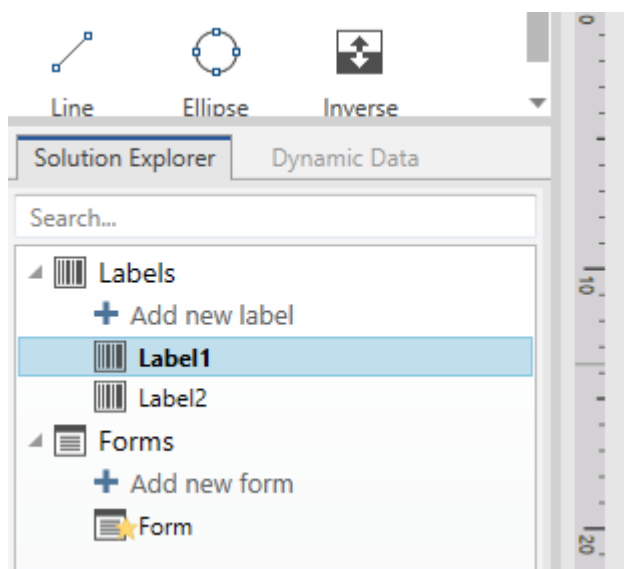 Line Ellipse Inverse
Solution Explorer Dynamic Data
Search...
Labels
Add new label
Label1
Label2
Forms
Add new form
Form
0
10
20